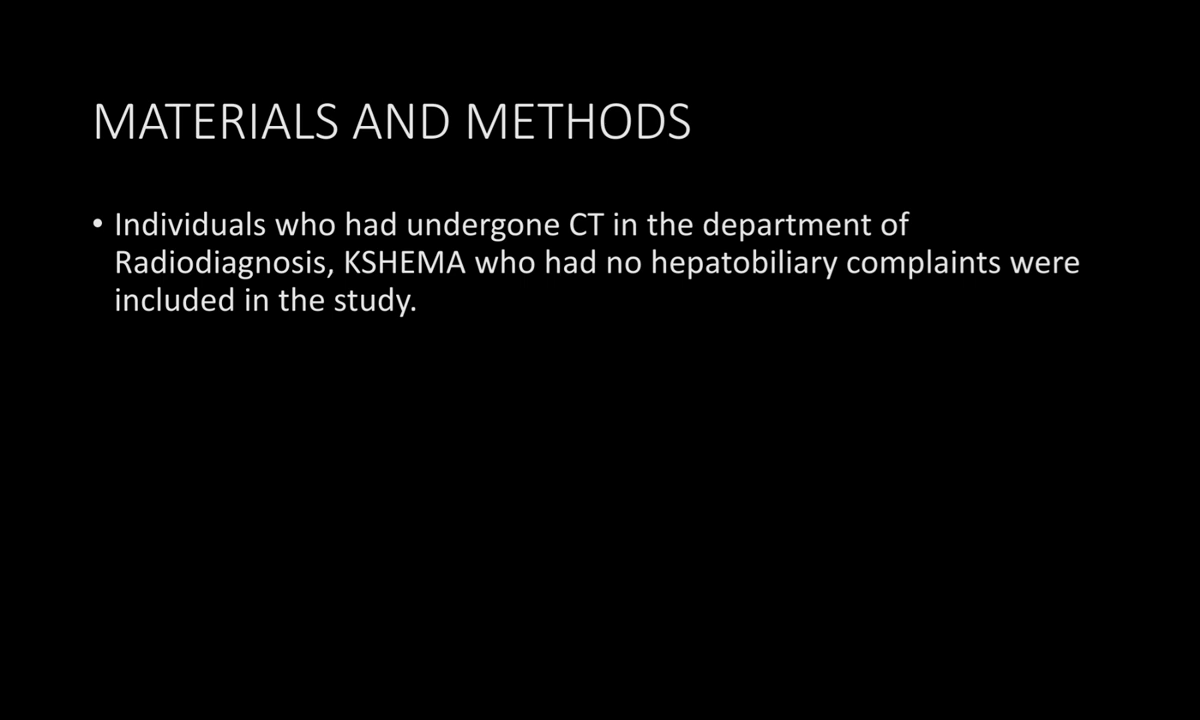 MATERIALS AND METHODS
• Individuals who had undergone CT in the department of
Radiodiagnosis, KSHEMA who had no hepatobiliary complaints were
included in the study.